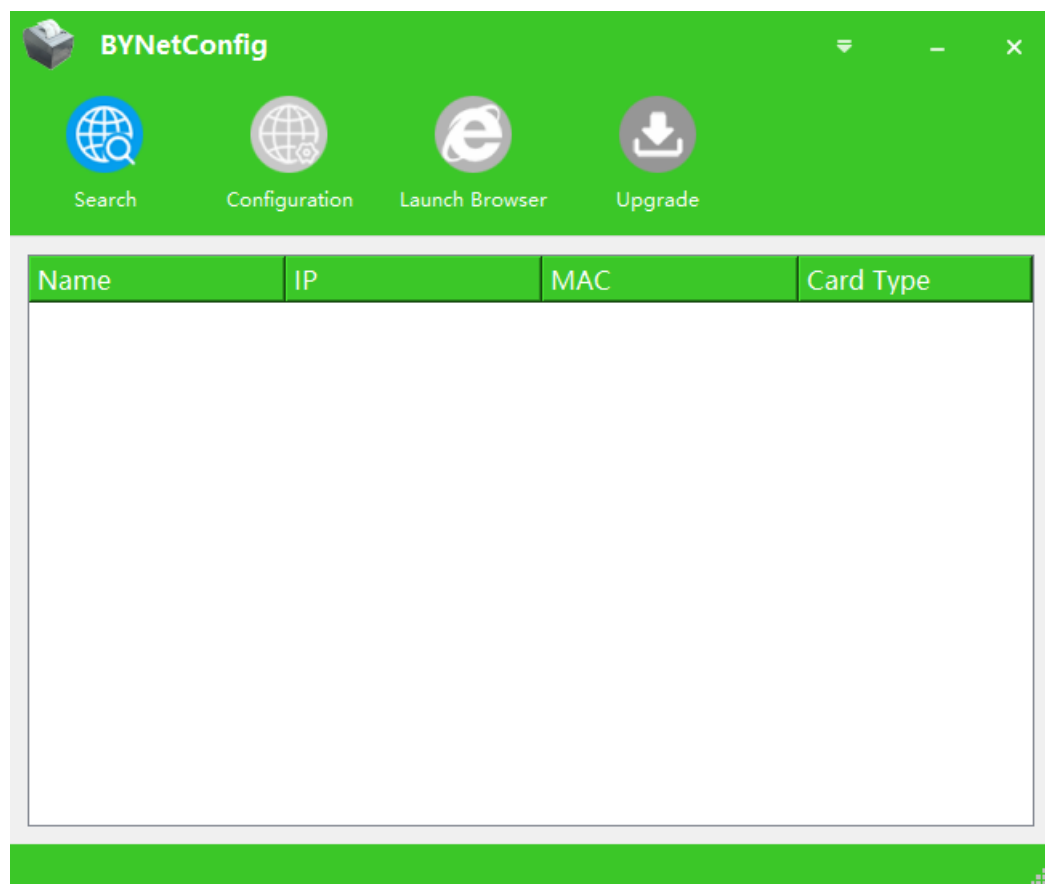 BYNetConfig
Search Configuration Launch Browser Upgrade
Name IP MAC Card Type